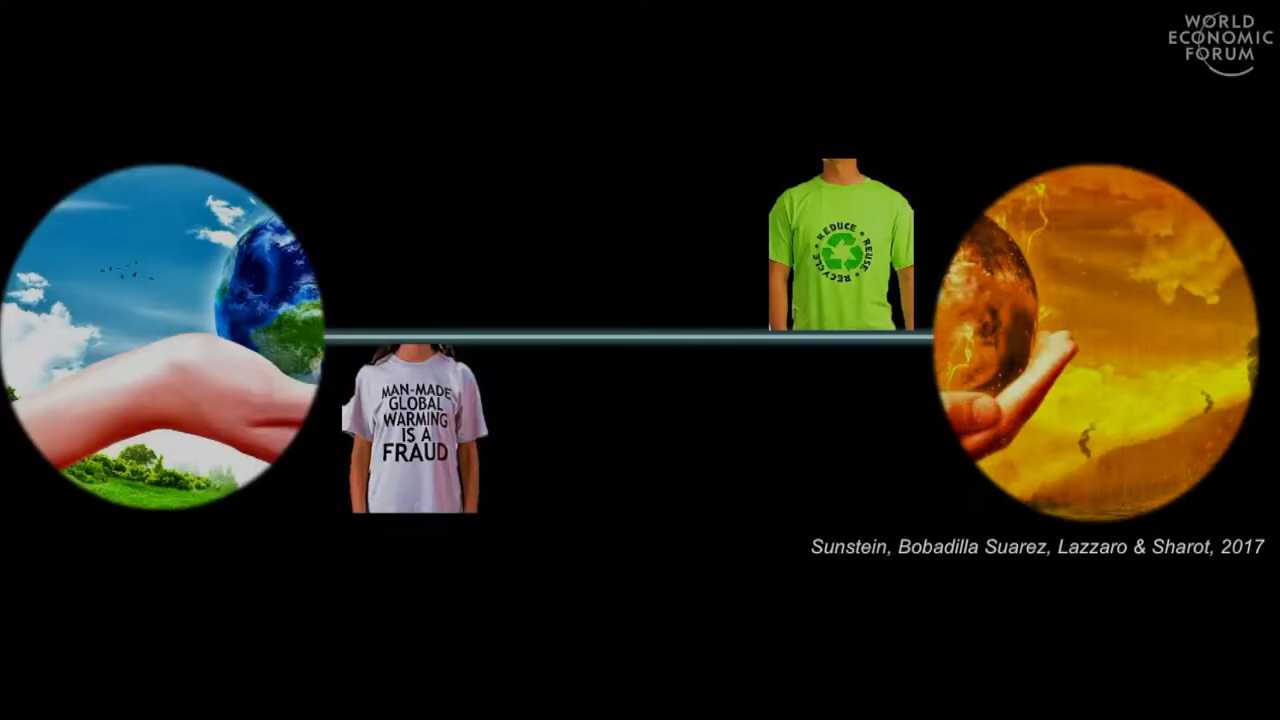 WORLD
ECONOMIC
FORUM
REDUCE • REUSE • RECYCLE •
MAN-MADE
GLOBAL
WARMING
IS A
FRAUD
Sunstein, Bobadilla Suarez, Lazzaro & Sharot, 2017